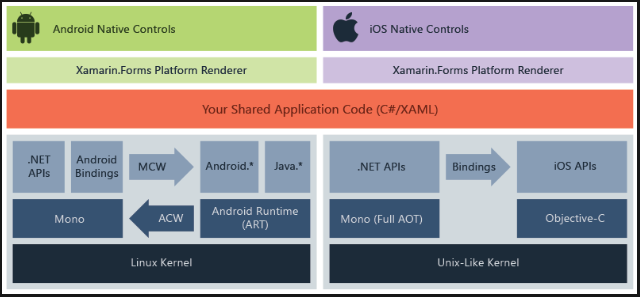 Android Native Controls
iOS Native Controls
Xamarin.Forms Platform Renderer
Xamarin.Forms Platform Renderer
Your Shared Application Code (C#/XAML)
.NET
APIs
Android
Bindings
MCW
Android.*
Java.*
.NET APIs
Bindings
iOS APIs
Mono
ACW
Android Runtime
(ART)
Mono (Full AOT)
Objective-C
Linux Kernel
Unix-Like Kernel